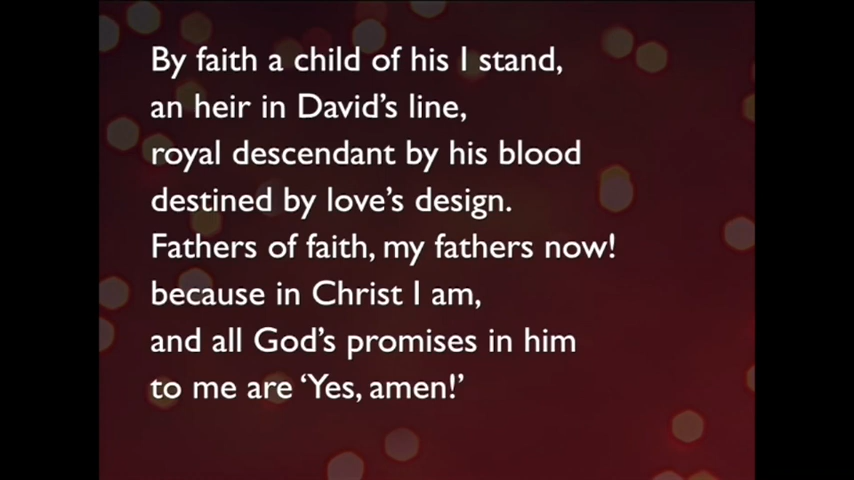 By faith a child of his I stand,
an heir in David's line,
royal descendant by his blood
destined by love's design.
Fathers of faith, my fathers now!
because in Christ I am,
and all God's promises in him
to me are ‘Yes, amen!’